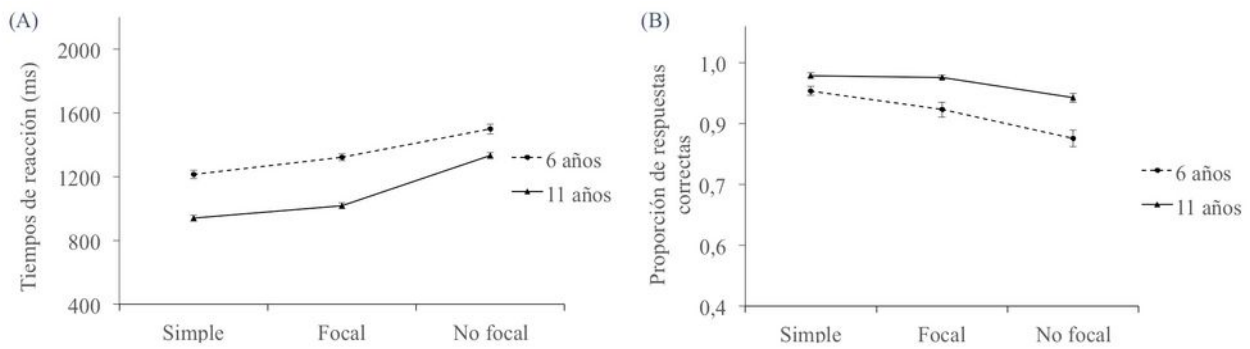 (A)
Tiempos de reacción (ms)
2000
1600
1200
800
400
Simple Focal No focal
6 años
11 años
(B)
Proporción de respuestas
correctas
1,0
0,9
0,7
0,6
0,4
Simple Focal No focal
6 años
11 años